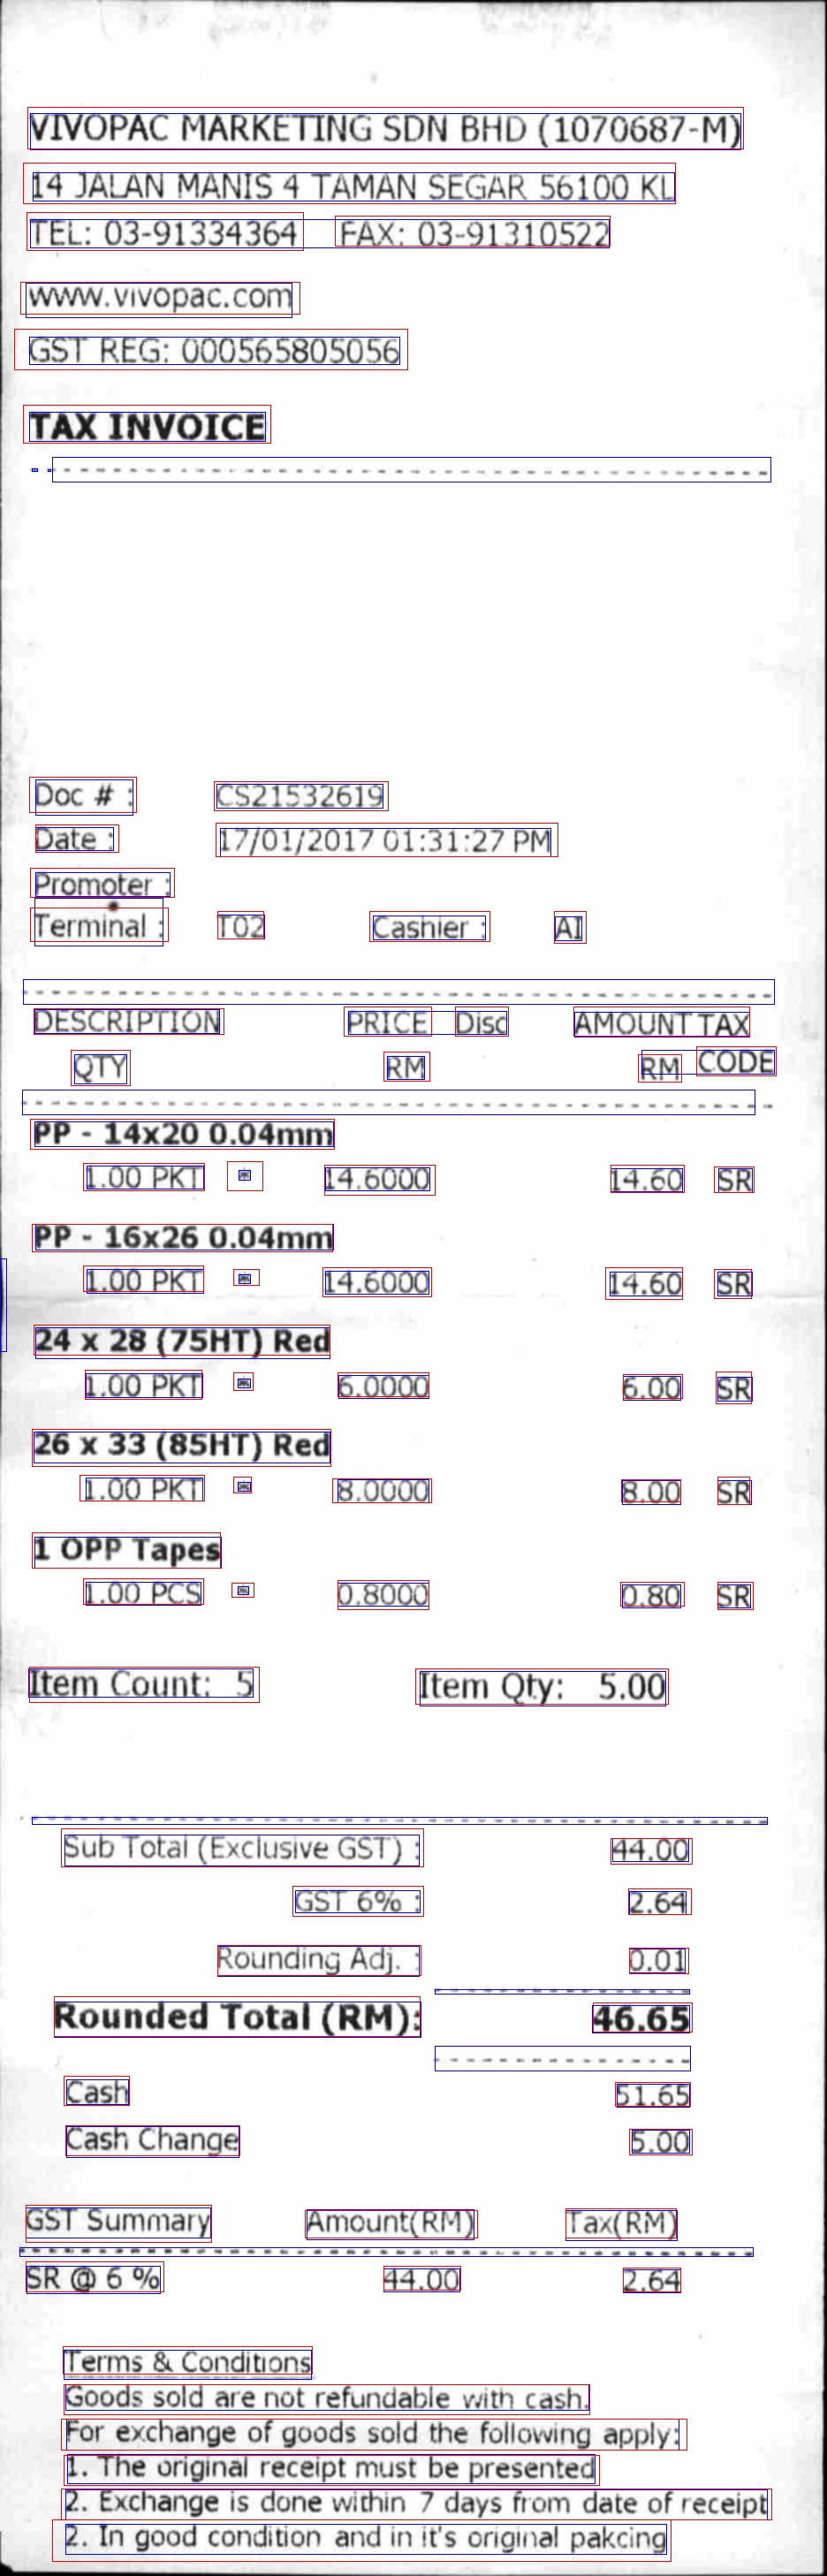 VIVOPAC MARKETING SDN BHD (1070687-M)
14 JALAN MANIS 4 TAMAN SEGAR 56100 KL
TEL: 03-91334364 FAX: 03-91310522
www.vivopac.com
GST REG: 000565805056
TAX INVOICE
Doc # : CS21532619
Date : 17/01/2017 01:31:27 PM
Promoter :
Terminal : T02 Cashier : AI
DESCRIPTION PRICE Disc AMOUNT TAX
QTY RM RM CODE
PP - 14x20 0.04mm
1.00 PKT * 14.6000 14.60 SR
PP - 16x26 0.04mm
1.00 PKT * 14.6000 14.60 SR
24 x 28 (75HT) Red
1.00 PKT * 6.0000 6.00 SR
26 x 33 (85HT) Red
1.00 PKT * 8.0000 8.00 SR
1 OPP Tapes
1.00 PCS * 0.8000 0.80 SR
Item Count: 5 Item Qty: 5.00
Sub Total (Exclusive GST) : 44.00
GST 6% : 2.64
Rounding Adj. : 0.01
Rounded Total (RM): 46.65
Cash 51.65
Cash Change 5.00
GST Summary Amount(RM) Tax(RM)
SR @ 6 % 44.00 2.64
Terms & Conditions
Goods sold are not refundable with cash.
For exchange of goods sold the following apply:
1. The original receipt must be presented
2. Exchange is done within 7 days from date of receipt
2. In good condition and in it's original pakcing